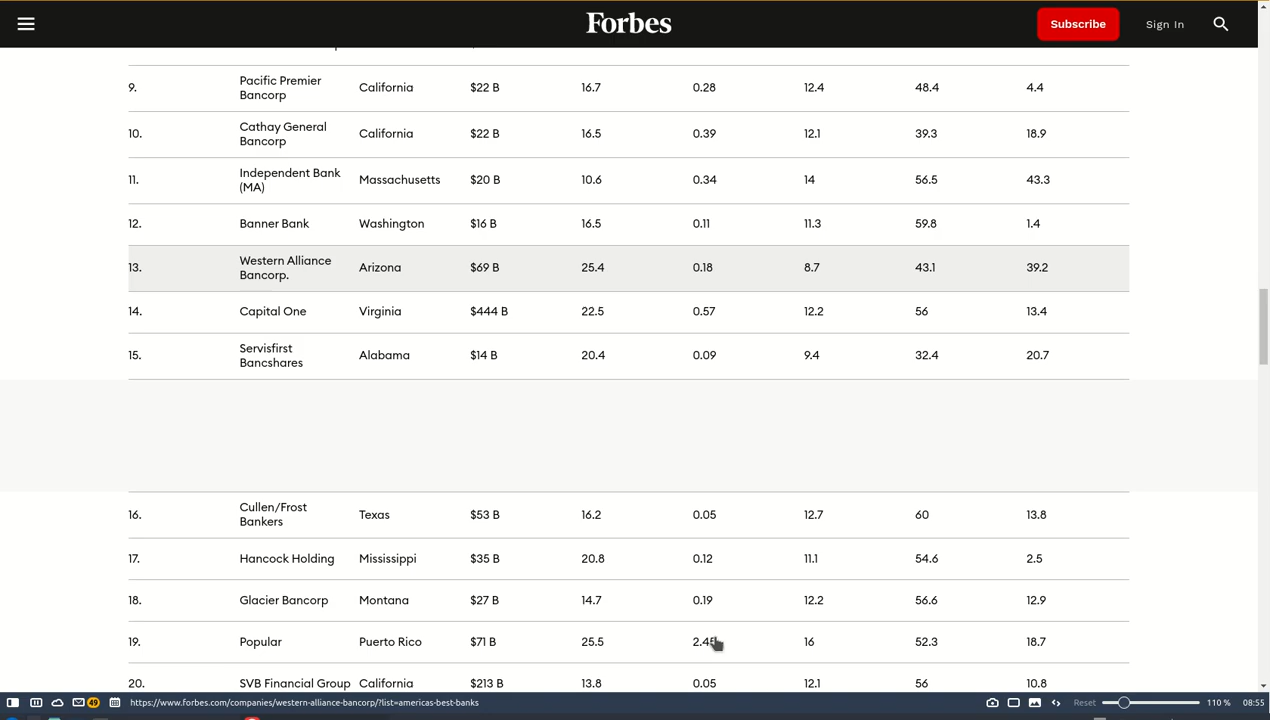 Forbes
Subscribe
Sign In
9. Pacific Premier Bancorp California $22 B 16.7 0.28 12.4 48.4 4.4
10. Cathay General Bancorp California $22 B 16.5 0.39 12.1 39.3 18.9
11. Independent Bank (MA) Massachusetts $20 B 10.6 0.34 14 56.5 43.3
12. Banner Bank Washington $16 B 16.5 0.11 11.3 59.8 1.4
13. Western Alliance Bancorp. Arizona $69 B 25.4 0.18 8.7 43.1 39.2
14. Capital One Virginia $444 B 22.5 0.57 12.2 56 13.4
15. Servisfirst Bancshares Alabama $14 B 20.4 0.09 9.4 32.4 20.7
16. Cullen/Frost Bankers Texas $53 B 16.2 0.05 12.7 60 13.8
17. Hancock Holding Mississippi $35 B 20.8 0.12 11.1 54.6 2.5
18. Glacier Bancorp Montana $27 B 14.7 0.19 12.2 56.6 12.9
19. Popular Puerto Rico $71 B 25.5 16 52.3 18.7
20. SVB Financial Group California $213 B 13.8 0.05 12.1 56 10.8
49 https://www.forbes.com/companies/western-alliance-bancorp/?list=americas-best-banks Reset 110 % 08:55